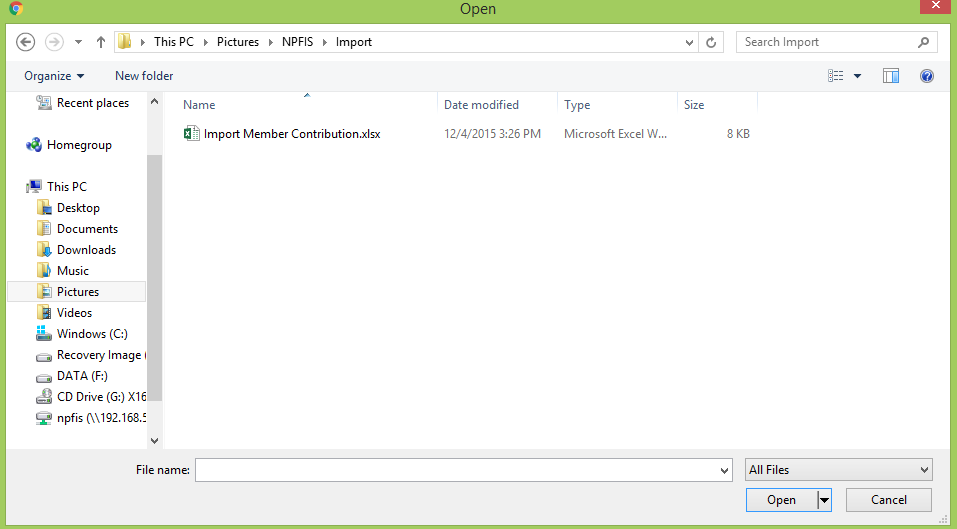 Open
This PC Pictures NPFIS Import Search Import
Organize New folder
Name Date modified Type Size
Import Member Contribution.xlsx 12/4/2015 3:26 PM Microsoft Excel W... 8 KB
Recent places
Homegroup
This PC
Desktop
Documents
Downloads
Music
Pictures
Videos
Windows (C:)
Recovery Image (
DATA (F:)
CD Drive (G:) X16
npfis (\\192.168.5
File name: All Files
Open Cancel